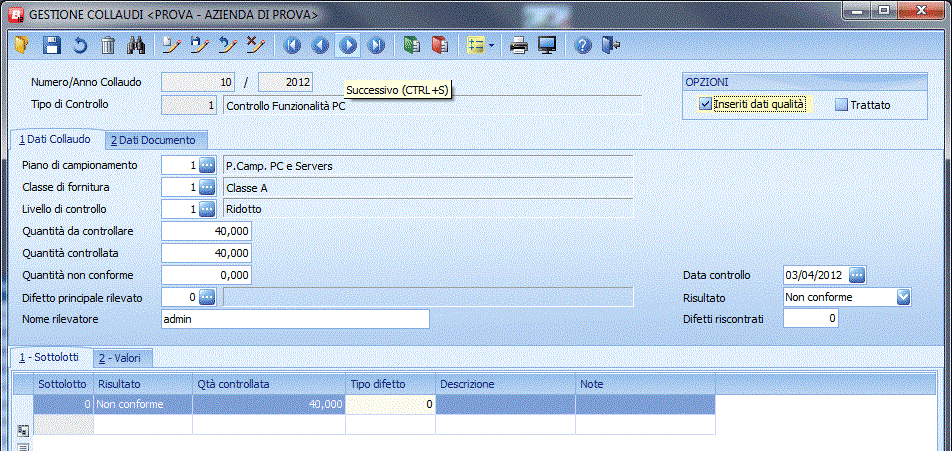 GESTIONE COLLAUDI <PROVA - AZIENDA DI PROVA>
Numero/Anno Collaudo 10 / 2012
Successivo (CTRL+S)
Tipo di Controllo 1 Controllo Funzionalità PC
OPZIONI
Inseriti dati qualità Trattato
1 Dati Collaudo 2 Dati Documento
Piano di campionamento 1 P.Camp. PC e Servers
Classe di fornitura 1 Classe A
Livello di controllo 1 Ridotto
Quantità da controllare 40,000
Quantità controllata 40,000
Quantità non conforme 0,000
Difetto principale rilevato 0
Nome rilevatore admin
Data controllo 03/04/2012
Risultato Non conforme
Difetti riscontrati 0
1 - Sottolotti 2 - Valori
Sottolotto Risultato Qtà controllata Tipo difetto Descrizione Note
0 Non conforme 40,000 0